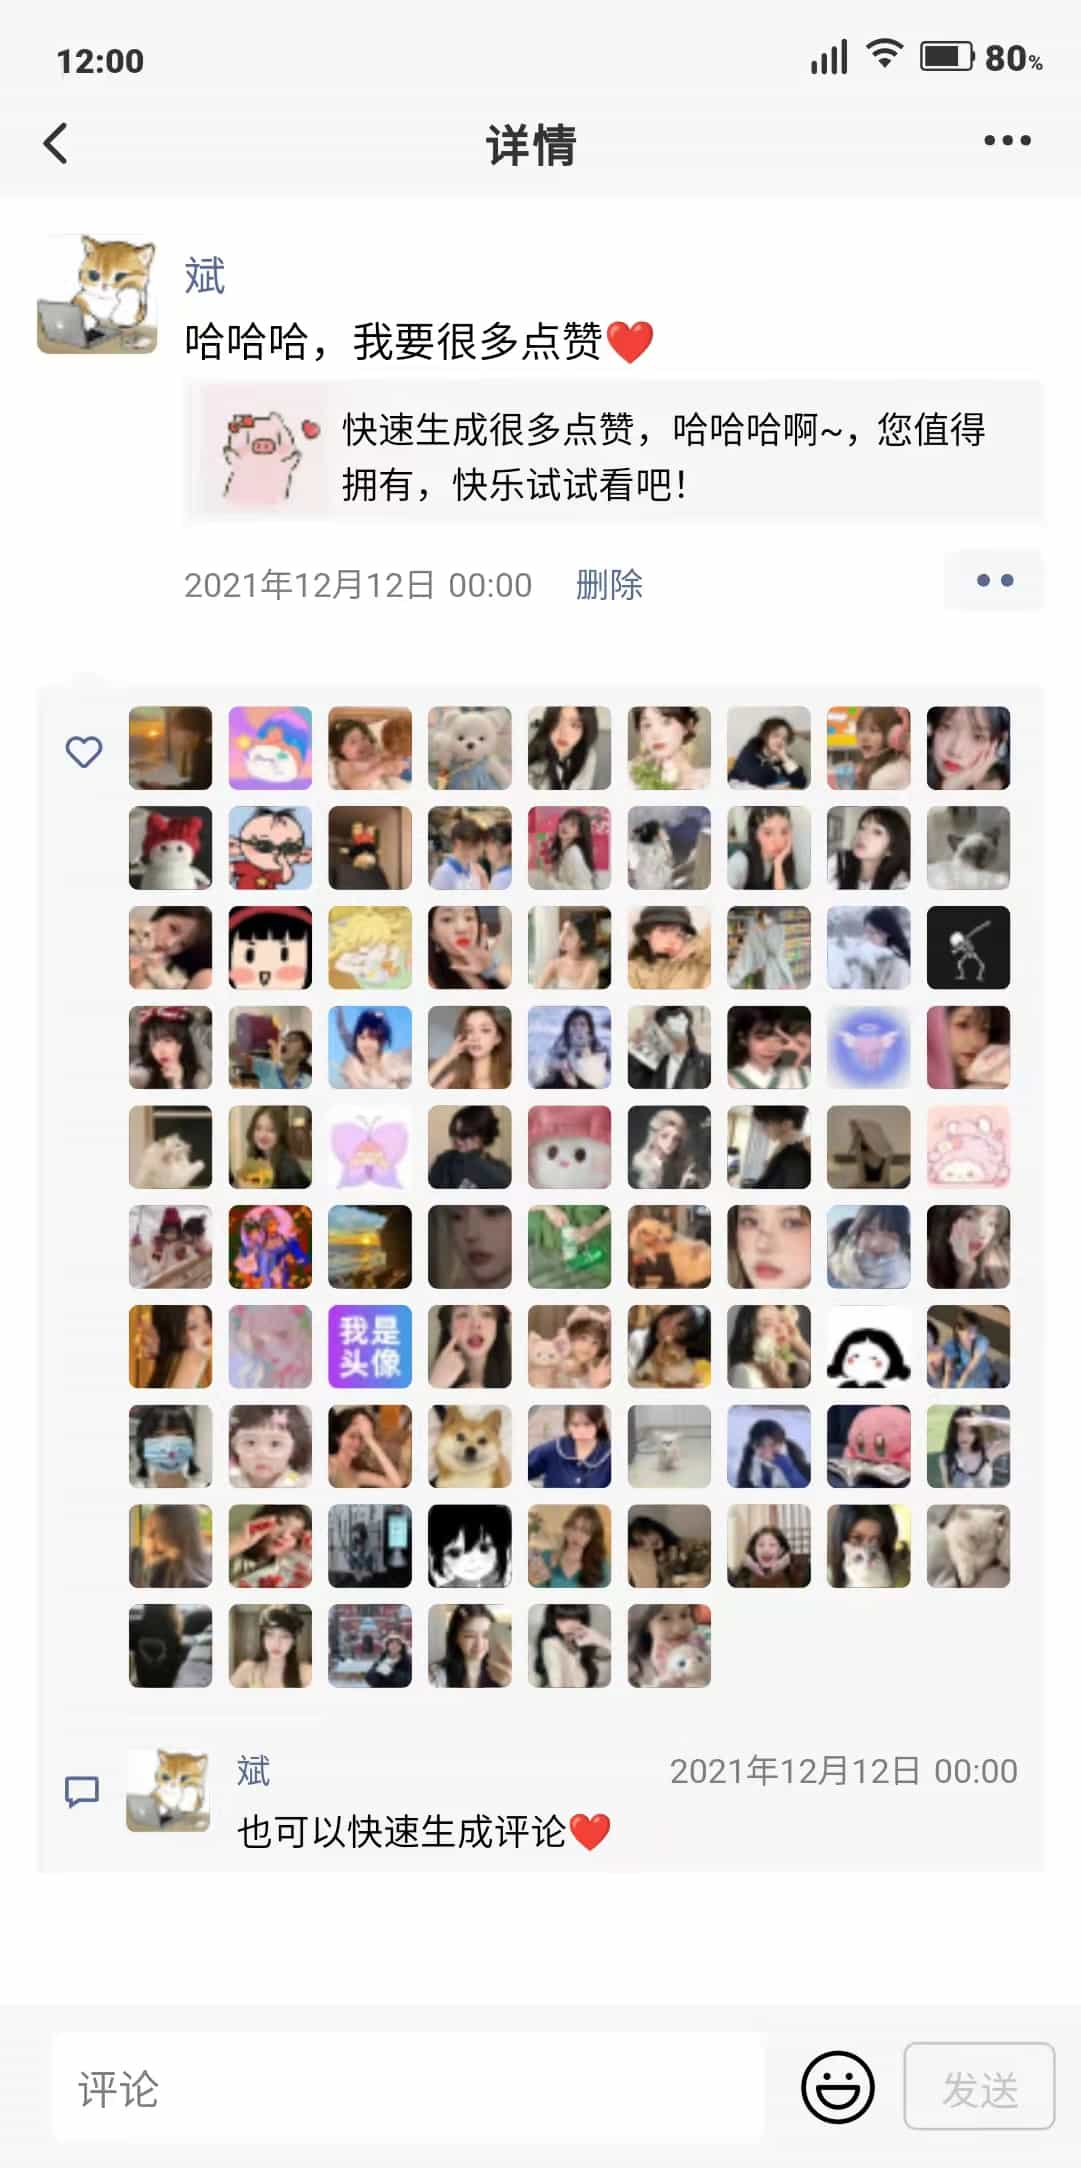 12:00
80%
详情
斌
哈哈哈，我要很多点赞❤️
快速生成很多点赞，哈哈哈啊~，您值得
拥有，快乐试试看吧！
2021年12月12日 00:00 删除
我是
头像
斌 2021年12月12日 00:00
也可以快速生成评论❤️
评论 发送